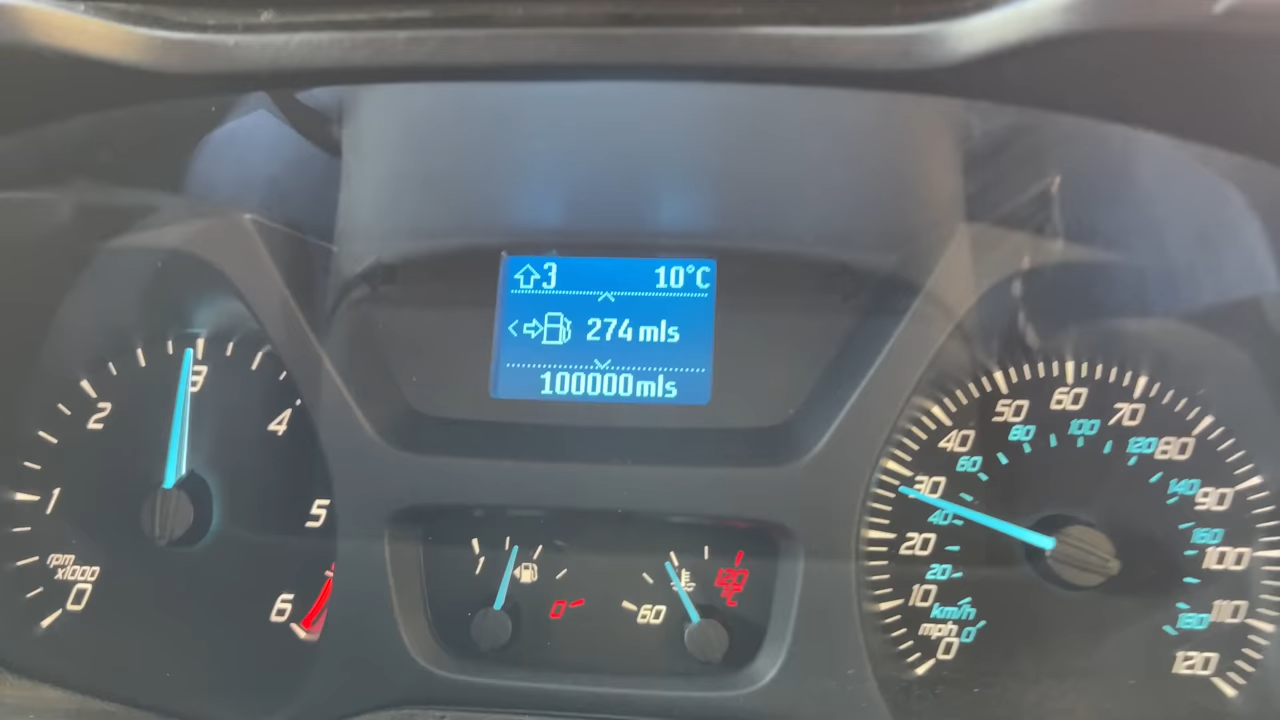 ⇧3 10°C
274 mls
100000mls
0 1 2 3 4 5 6
rpm
x1000
1 0
60 120
°C
0 10 20 30 40 50 60 70 80 90 100 110 120
mph
km/h
0 20 40 60 80 100 120 140 160 180